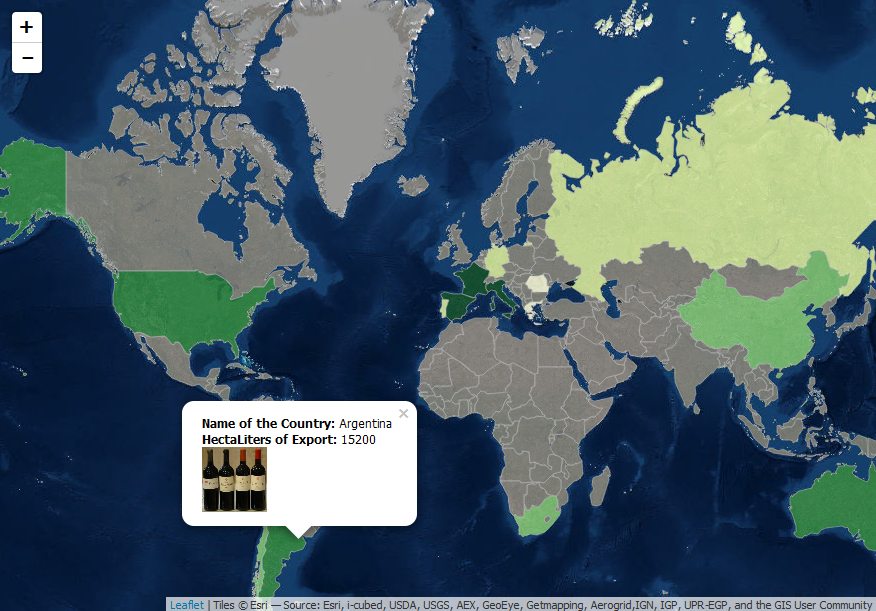 +
−
×
Name of the Country: Argentina
HectaLiters of Export: 15200
Leaflet | Tiles © Esri — Source: Esri, i-cubed, USDA, USGS, AEX, GeoEye, Getmapping, Aerogrid,IGN, IGP, UPR-EGP, and the GIS User Community